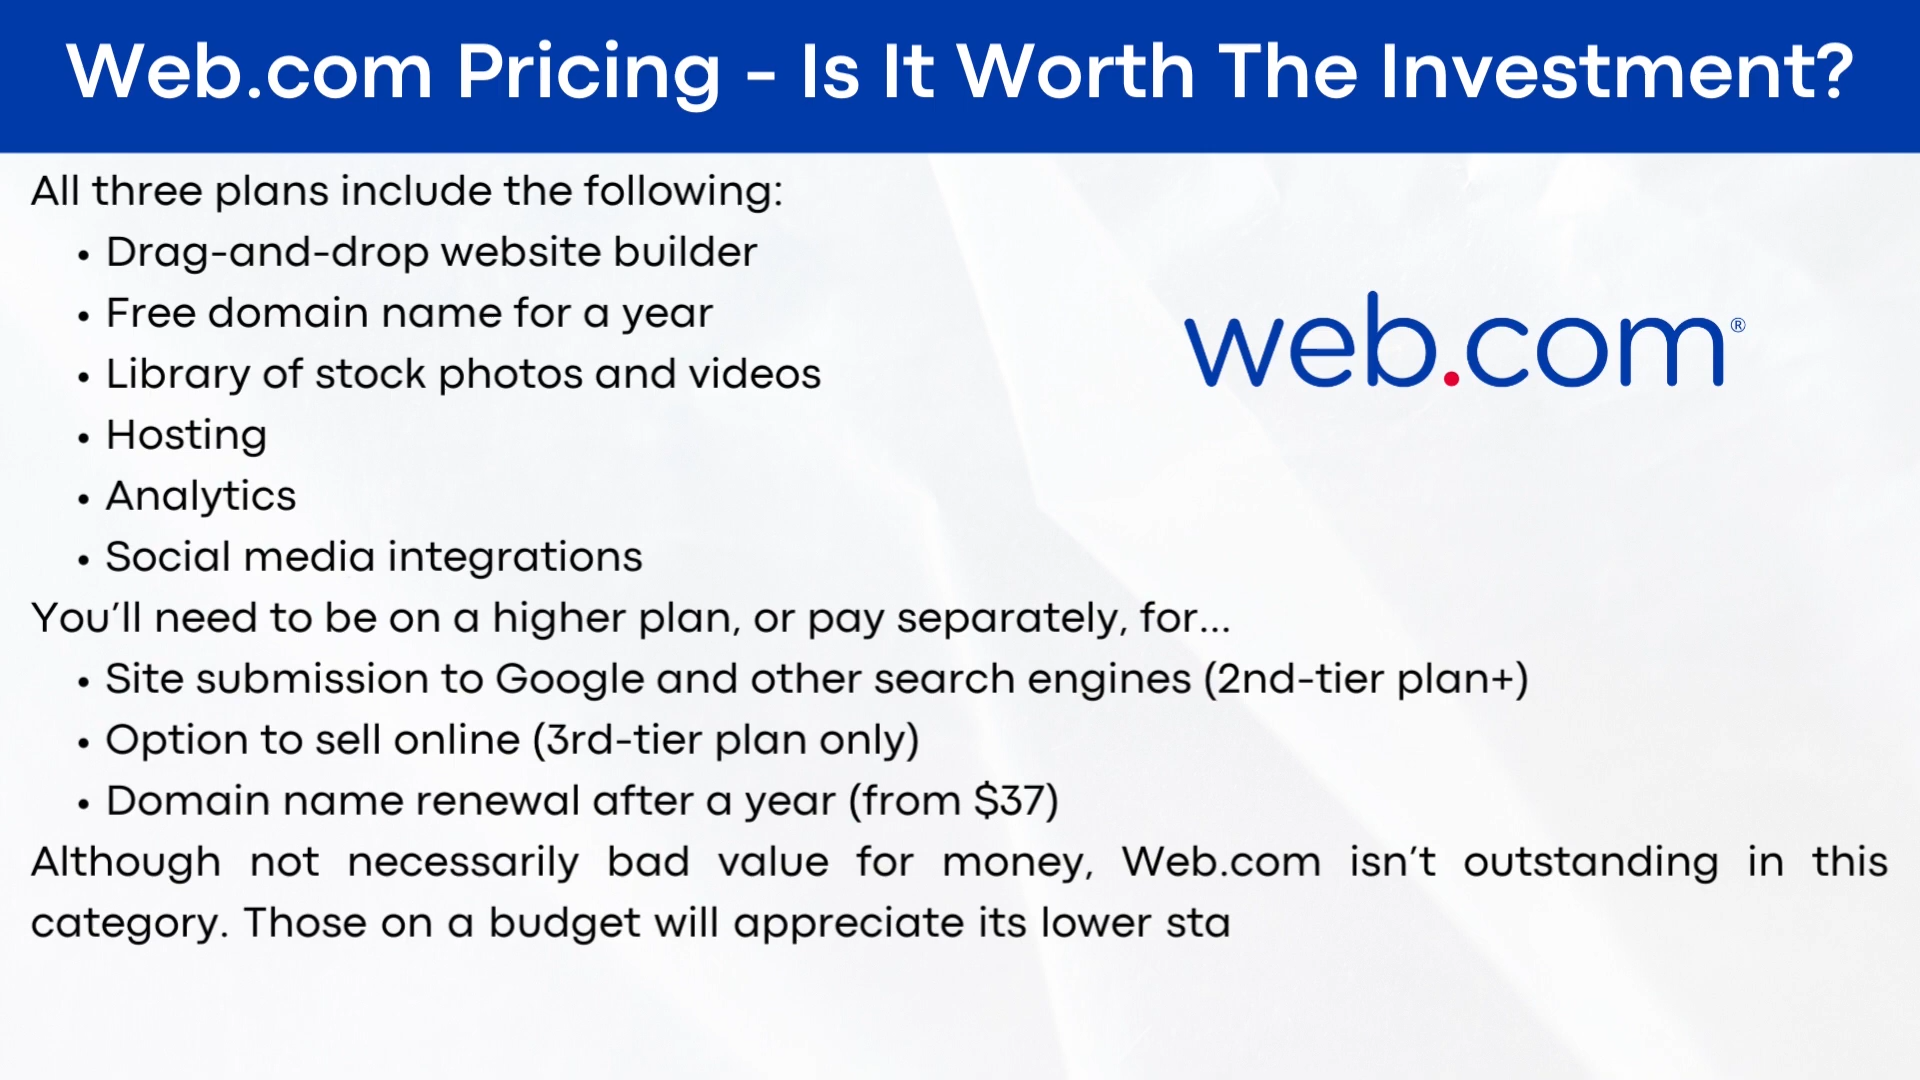 Web.com Pricing - Is It Worth The Investment?
All three plans include the following:
• Drag-and-drop website builder
• Free domain name for a year
• Library of stock photos and videos
web.com®
• Hosting
• Analytics
• Social media integrations
You’ll need to be on a higher plan, or pay separately, for...
• Site submission to Google and other search engines (2nd-tier plan+)
• Option to sell online (3rd-tier plan only)
• Domain name renewal after a year (from $37)
Although not necessarily bad value for money, Web.com isn’t outstanding in this
category. Those on a budget will appreciate its lower sta